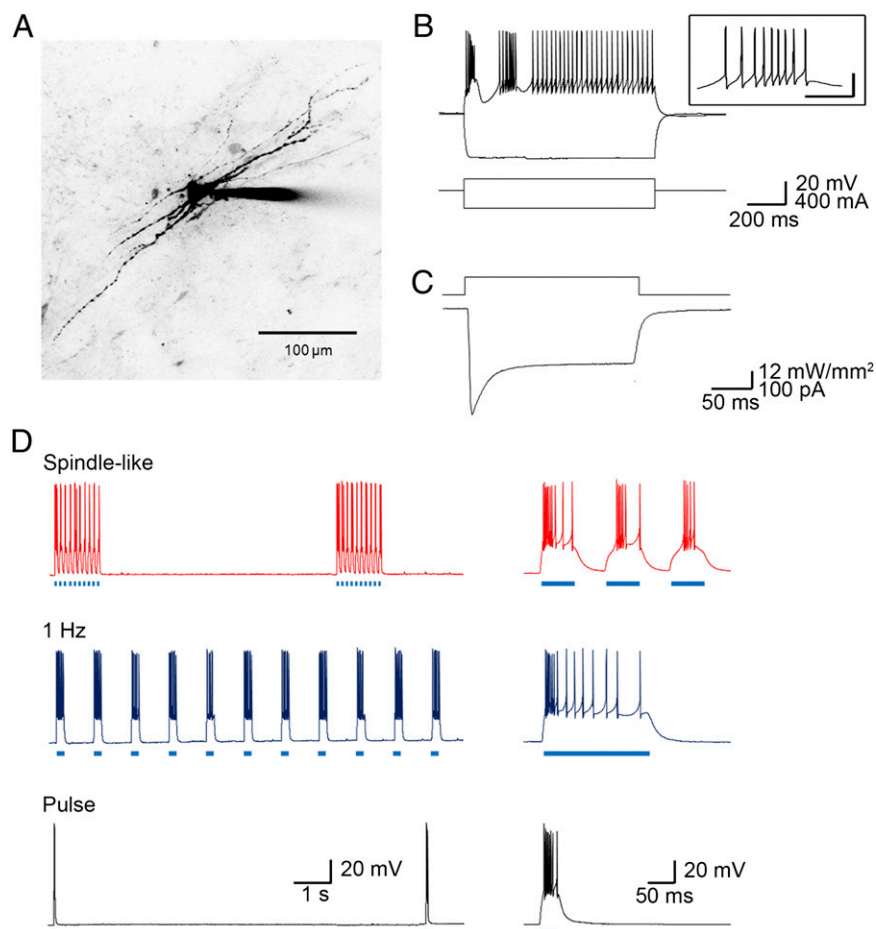 A
100 µm
B
20 mV
400 mA
200 ms
C
12 mW/mm²
100 pA
50 ms
D
Spindle-like
1 Hz
Pulse
20 mV
1 s
20 mV
50 ms